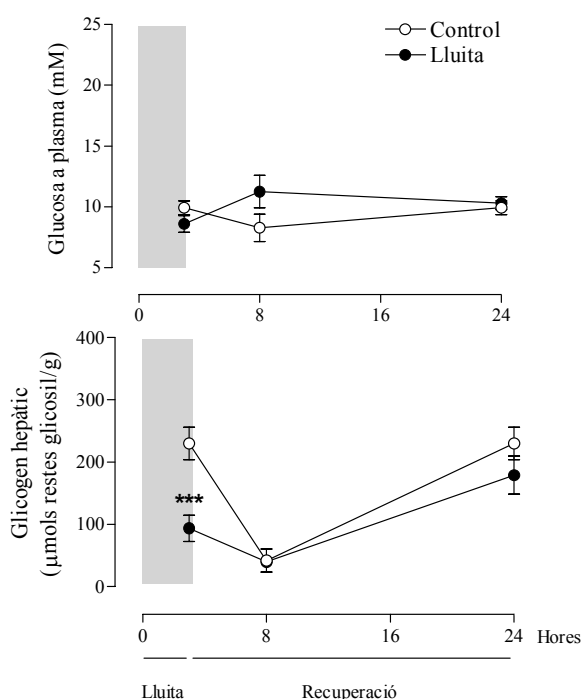 Control
Lluita
Glucosa a plasma (mM)
25
20
15
10
5
0
8
16
24
Glicogen hepàtic
(μmols restes glicosil/g)
400
300
200
100
0
***
0
8
16
24
Hores
Lluita
Recuperació